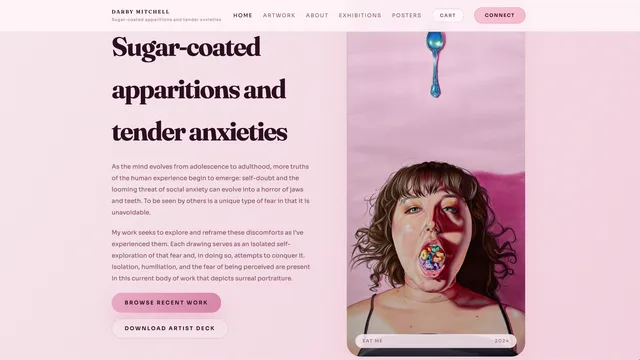 DARBY MITCHELL
Sugar-coated apparitions and tender anxieties
HOME
ARTWORK
ABOUT
EXHIBITIONS
POSTERS
CART
CONNECT
Sugar-coated
apparitions and
tender anxieties
As the mind evolves from adolescence to adulthood, more truths
of the human experience begin to emerge: self-doubt and the
looming threat of social anxiety can evolve into a horror of jaws
and teeth. To be seen by others is a unique type of fear in that it is
unavoidable.
My work seeks to explore and reframe these discomforts as I've
experienced them. Each drawing serves as an isolated self-
exploration of that fear and, in doing so, attempts to conquer it.
Isolation, humiliation, and the fear of being perceived are present
in this current body of work that depicts surreal portraiture.
BROWSE RECENT WORK
DOWNLOAD ARTIST DECK
EAT ME
2024